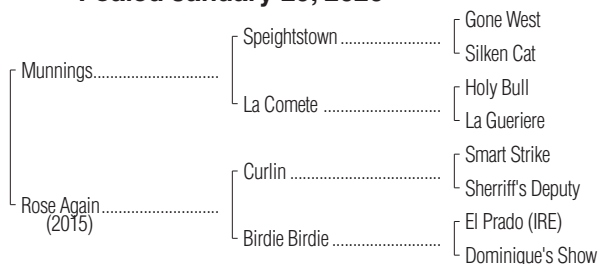 Foaled January
Gone West
Speightstown
Silken Cat
Munnings
Holy Bull
La Comete
La Gueriere
Smart Strike
Curlin
Sherriff's Deputy
Rose Again
(2015)
El Prado (IRE)
Birdie Birdie
Dominique's Show